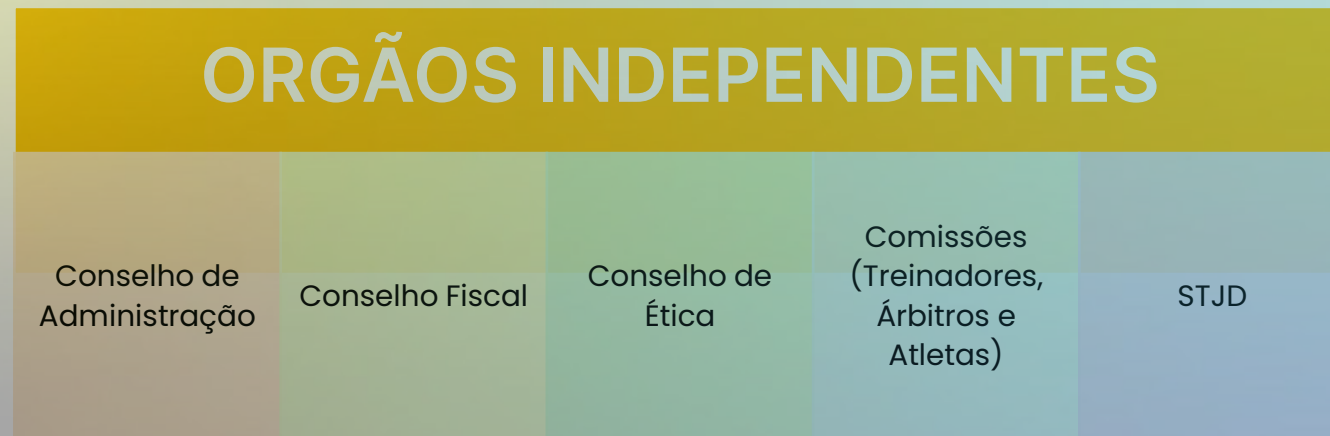 ORGÃOS INDEPENDENTES
Conselho de
Administração
Conselho Fiscal
Conselho de
Ética
Comissões
(Treinadores,
Árbitros e
Atletas)
STJD